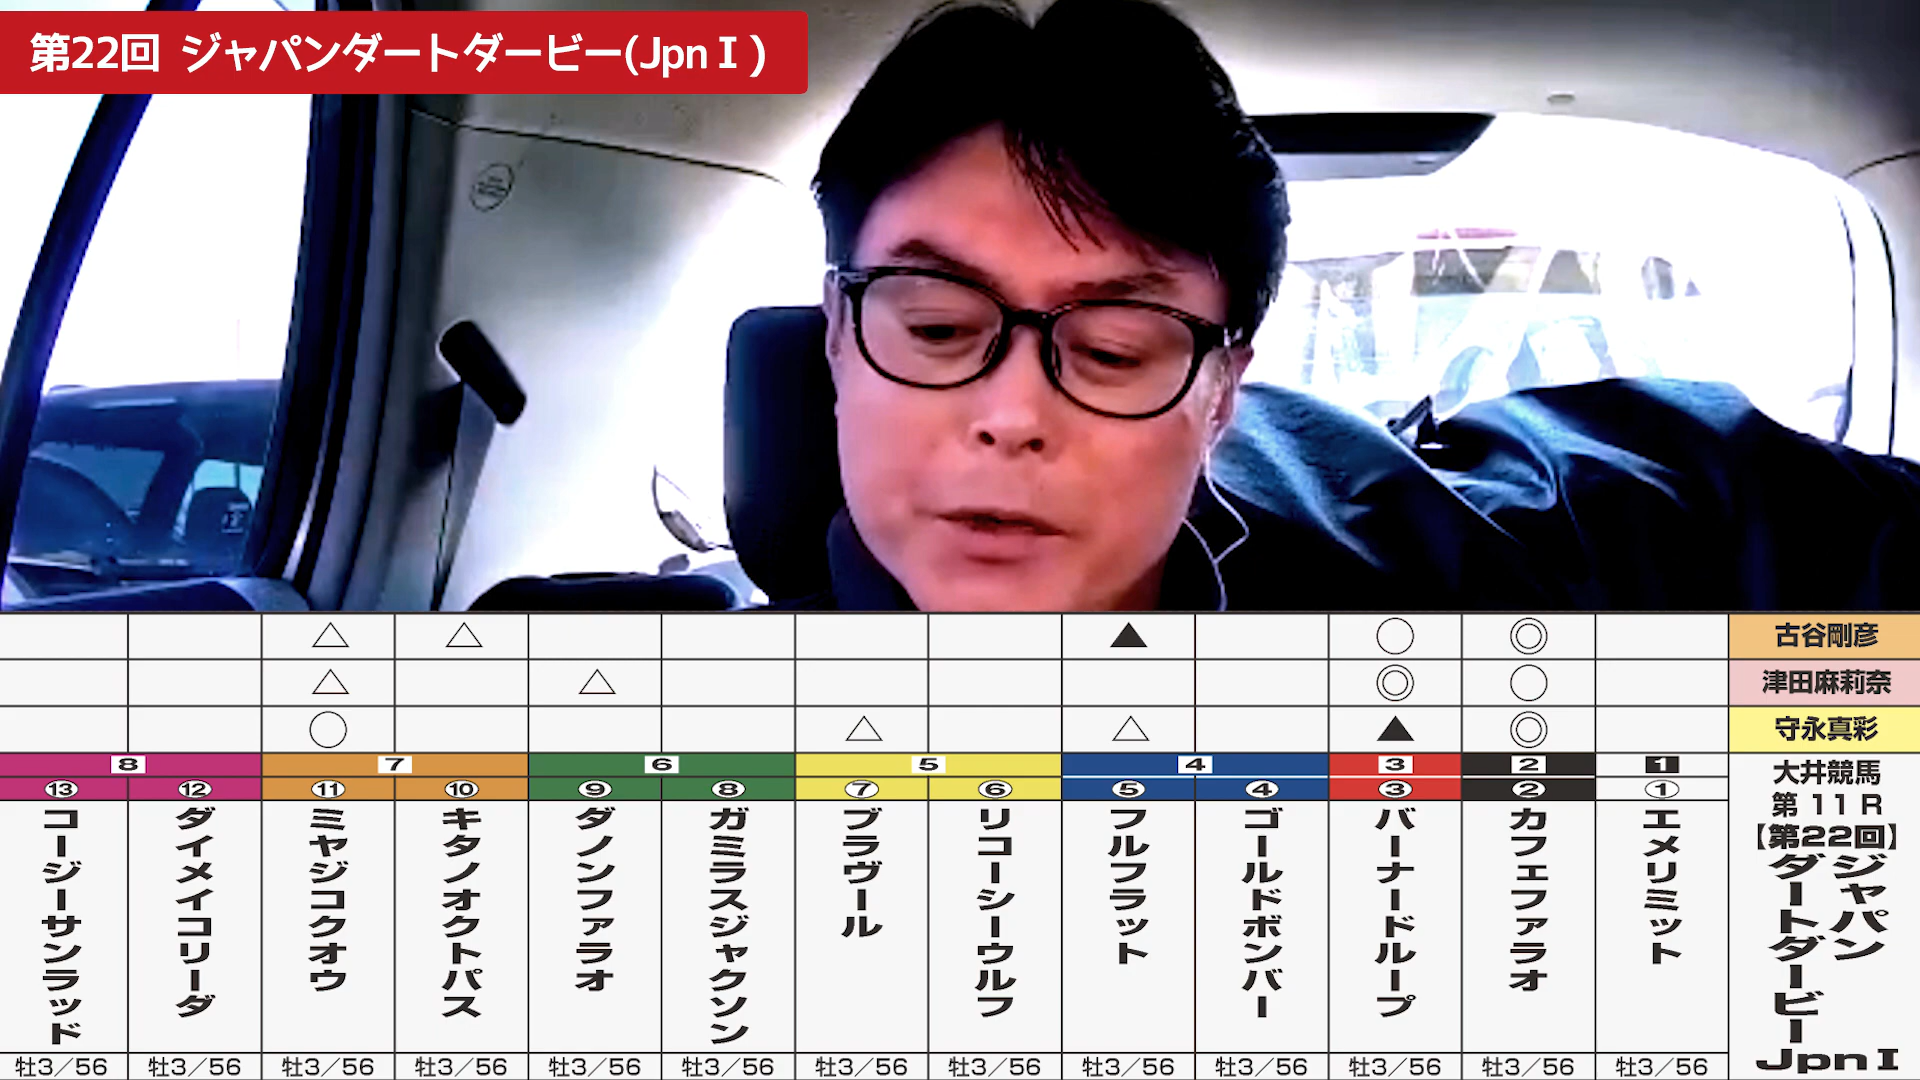 第22回 ジャパンダートダービー(JpnⅠ)
△ △ ▲ ○ ◎ 古谷剛彦
△ △ ◎ ○ 津田麻莉奈
○ △ △ ▲ ◎ 守永真彩
8 7 6 5 4 3 2 1
⑬ ⑫ ⑪ ⑩ ⑨ ⑧ ⑦ ⑥ ⑤ ④ ③ ② ①
大井競馬
第 11 R
【第22回】
ジャパン
ダートダービー
JpnⅠ
エメリミット
カフェファラオ
バーナードループ
ゴールドボンバー
フルフラット
リコーシーウルフ
ブラヴール
ガミラスジャクソン
ダノンファラオ
キタノオクトパス
ミヤジコクオウ
ダイメイコリーダ
コージーサンラッド
牡3/56 牡3/56 牡3/56 牡3/56 牡3/56 牡3/56 牡3/56 牡3/56 牡3/56 牡3/56 牡3/56 牡3/56 牡3/56